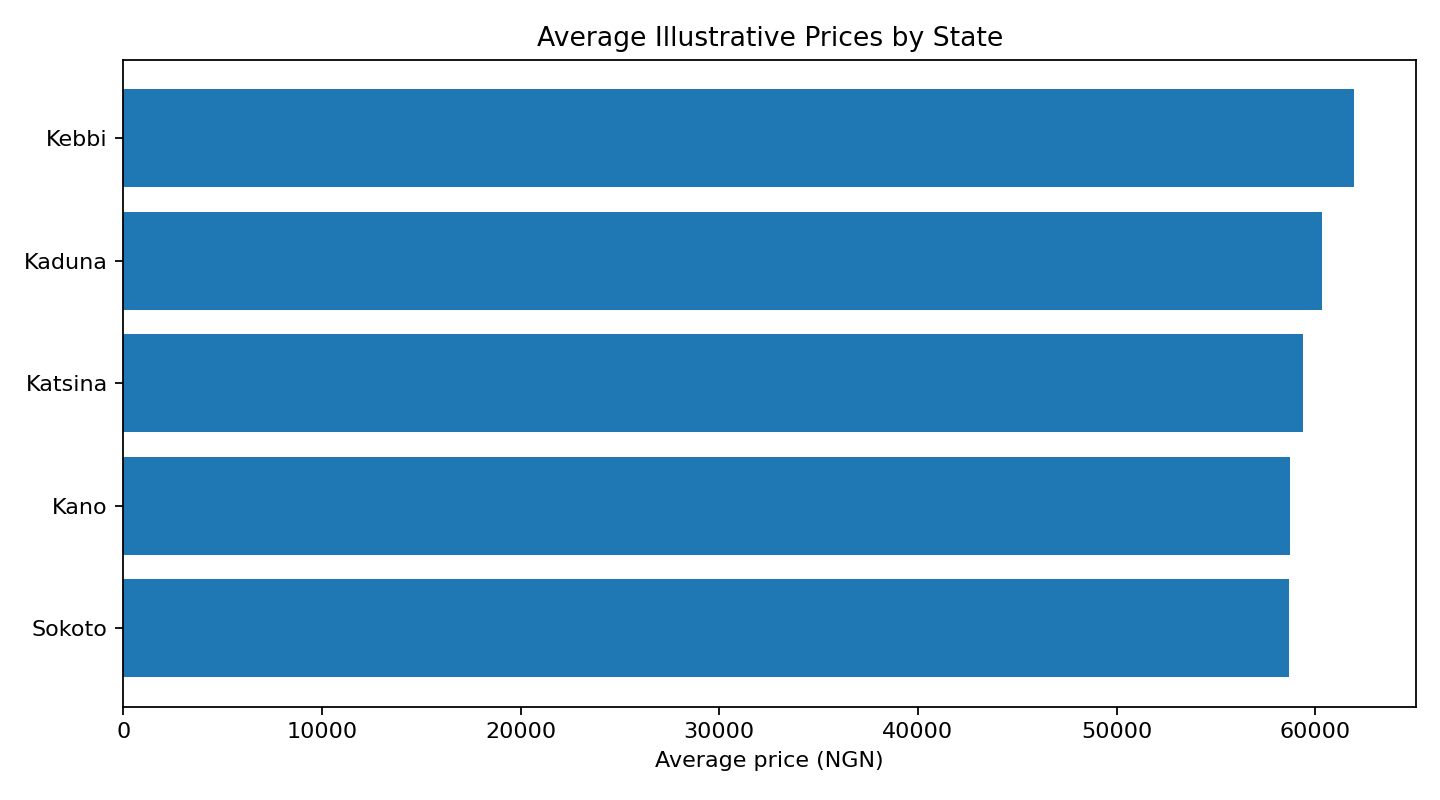 Average Illustrative Prices by State
Kebbi
Kaduna
Katsina
Kano
Sokoto
0 10000 20000 30000 40000 50000 60000
Average price (NGN)